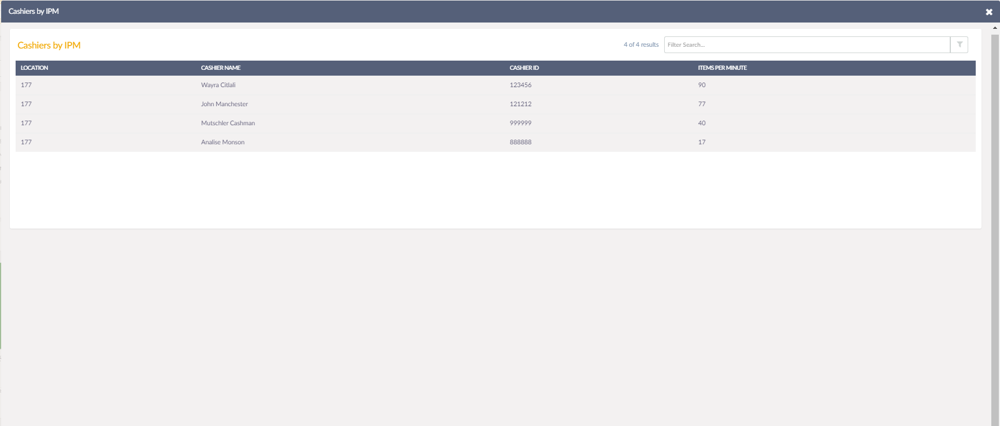 Cashiers by IPM
Cashiers by IPM
4 of 4 results
Filter Search...
LOCATION CASHIER NAME CASHIER ID ITEMS PER MINUTE
177 Wayra Citlali 123456 90
177 John Manchester 121212 77
177 Mutschler Cashman 999999 40
177 Analise Monson 888888 17